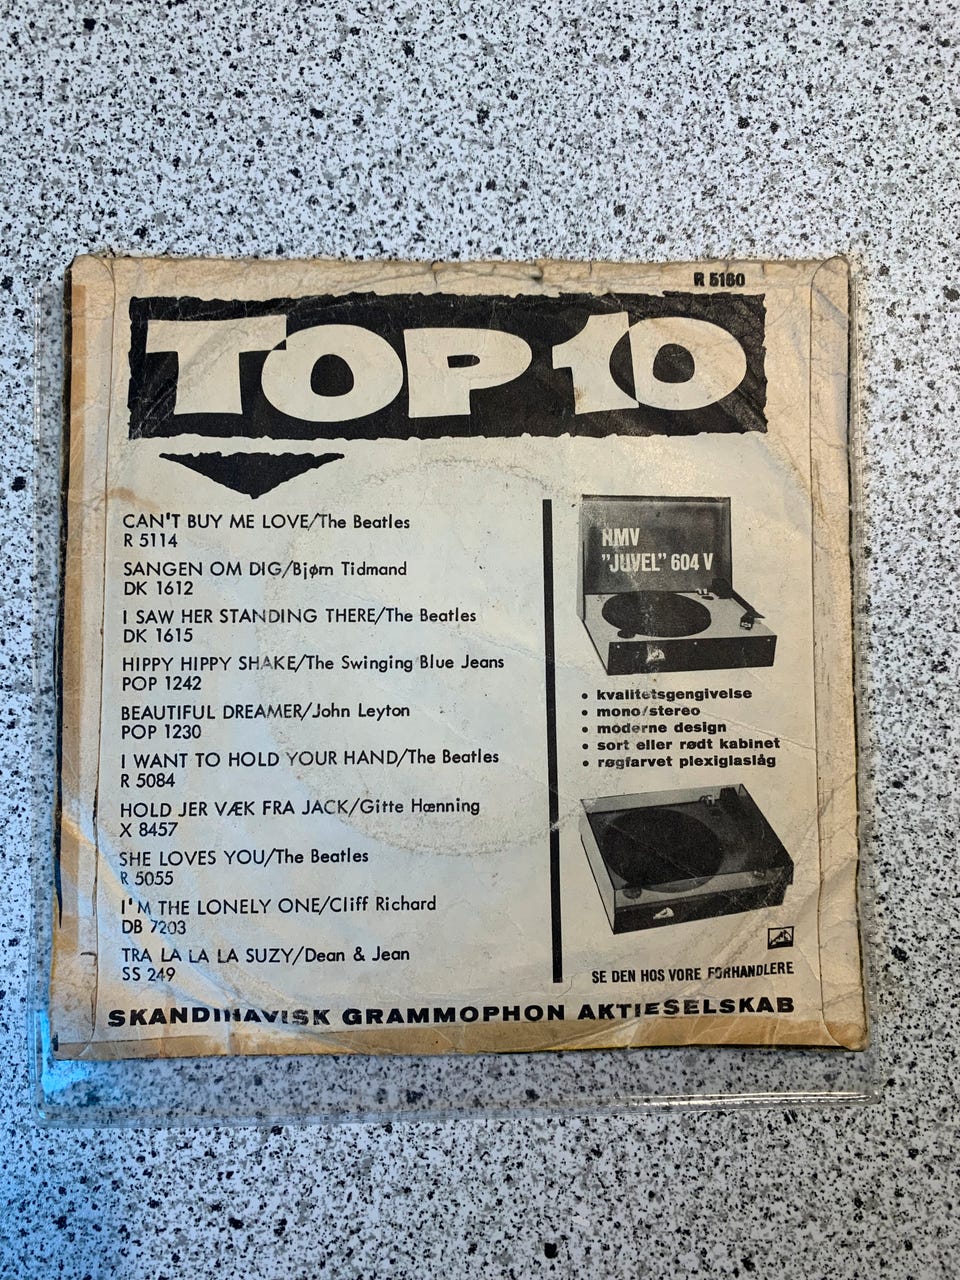 R 5160
TOP 10
CAN'T BUY ME LOVE/The Beatles
R 5114
SANGEN OM DIG/Bjørn Tidmand
DK 1612
I SAW HER STANDING THERE/The Beatles
DK 1615
HIPPY HIPPY SHAKE/The Swinging Blue Jeans
POP 1242
BEAUTIFUL DREAMER/John Leyton
POP 1230
I WANT TO HOLD YOUR HAND/The Beatles
R 5084
HOLD JER VÆK FRA JACK/Gitte Hænning
X 8457
SHE LOVES YOU/The Beatles
R 5055
I'M THE LONELY ONE/Cliff Richard
DB 7203
TRA LA LA LA SUZY/Dean & Jean
SS 249
HMV
"JUVEL" 604 V
• kvalitetsgengivelse
• mono/stereo
• moderne design
• sort eller rødt kabinet
• røgfarvet plexiglaslåg
SE DEN HOS VORE FORHANDLERE
SKANDINAVISK GRAMMOPHON AKTIESELSKAB